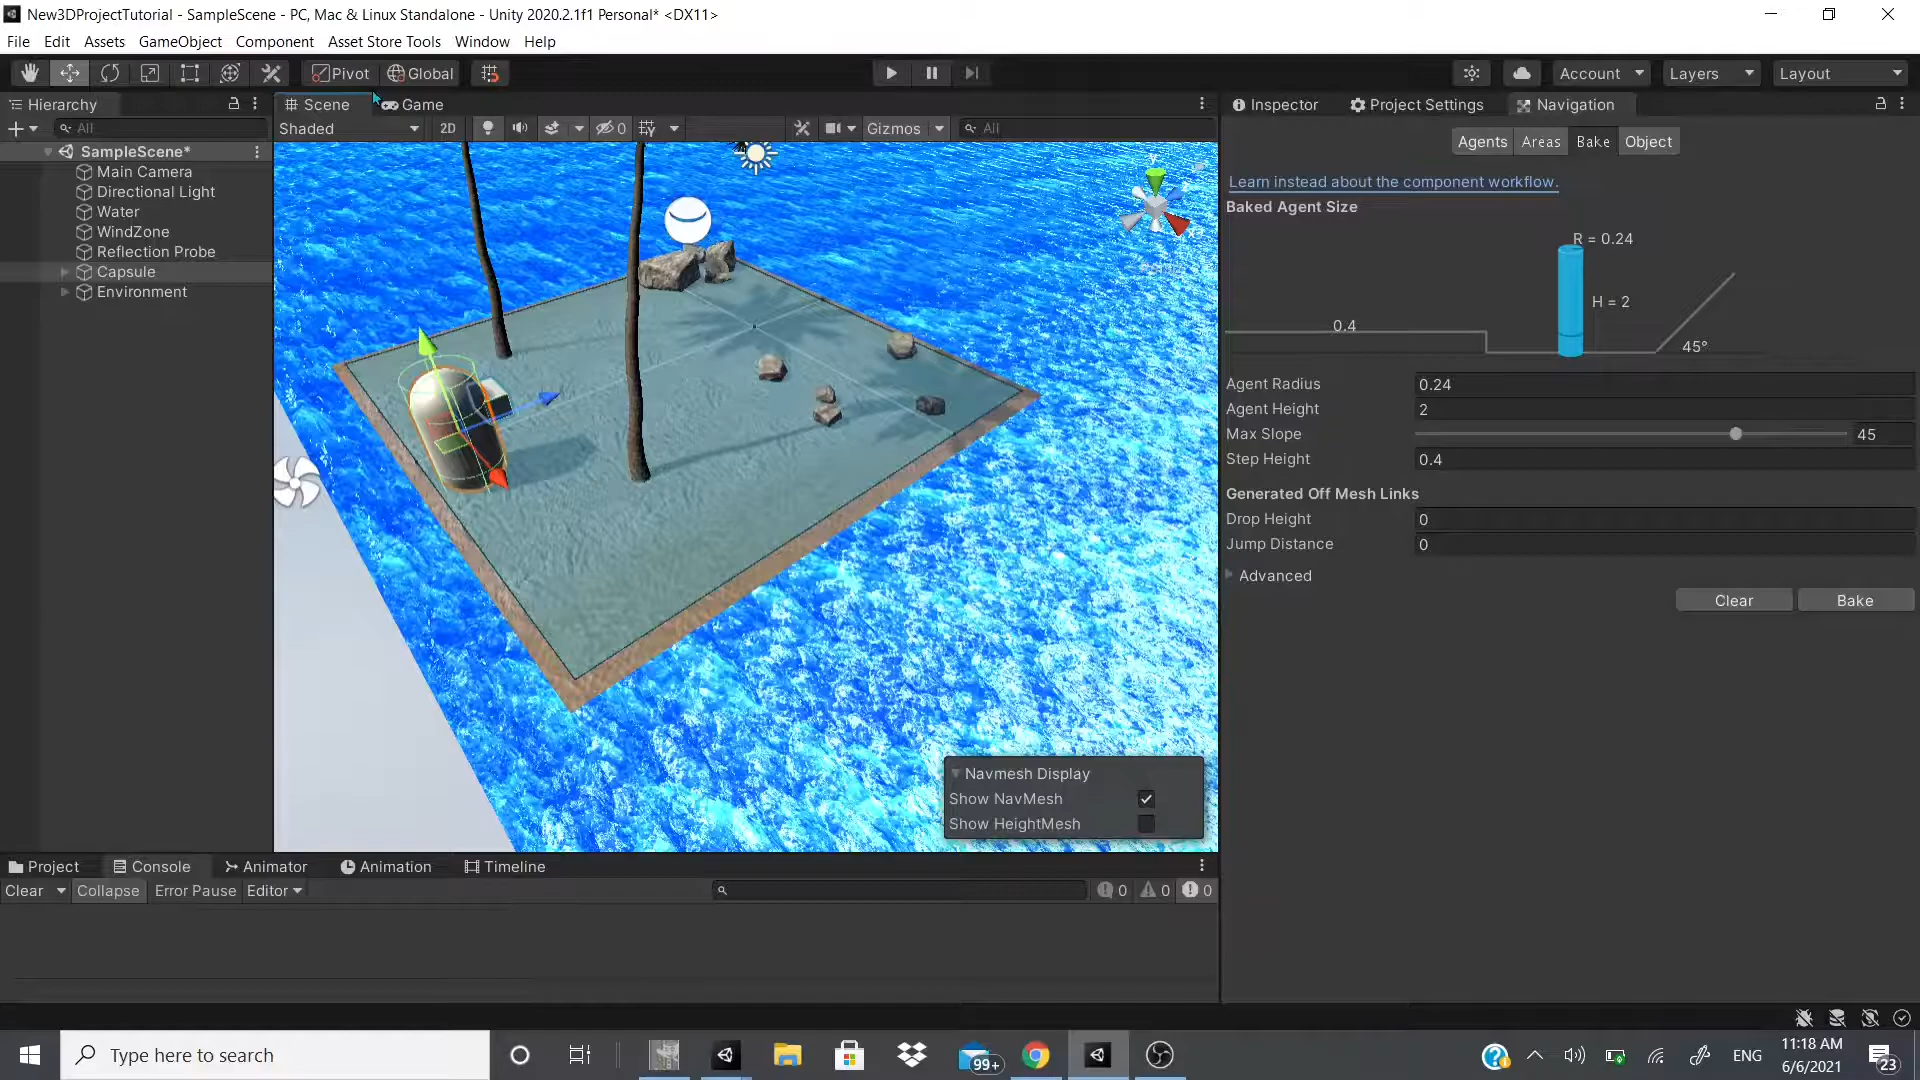 New3DProjectTutorial - SampleScene - PC, Mac & Linux Standalone - Unity 2020.2.1f1 Personal* <DX11>
File Edit Assets GameObject Component Asset Store Tools Window Help
Pivot Global Account Layers Layout
Hierarchy Scene Game Inspector Project Settings Navigation
All Shaded 2D 0 Gizmos All
Agents Areas Bake Object
SampleScene*
Main Camera
Directional Light
Water
WindZone
Reflection Probe
Capsule
Environment
y
x
Learn instead about the component workflow.
Baked Agent Size
R = 0.24
H = 2
0.4
45°
Agent Radius 0.24
Agent Height 2
Max Slope 45
Step Height 0.4
Generated Off Mesh Links
Drop Height 0
Jump Distance 0
Advanced
Clear Bake
Navmesh Display
Show NavMesh
Show HeightMesh
Project Console Animator Animation Timeline
Clear Collapse Error Pause Editor 0 0 0
Type here to search
99+
ENG
11:18 AM
6/6/2021
23